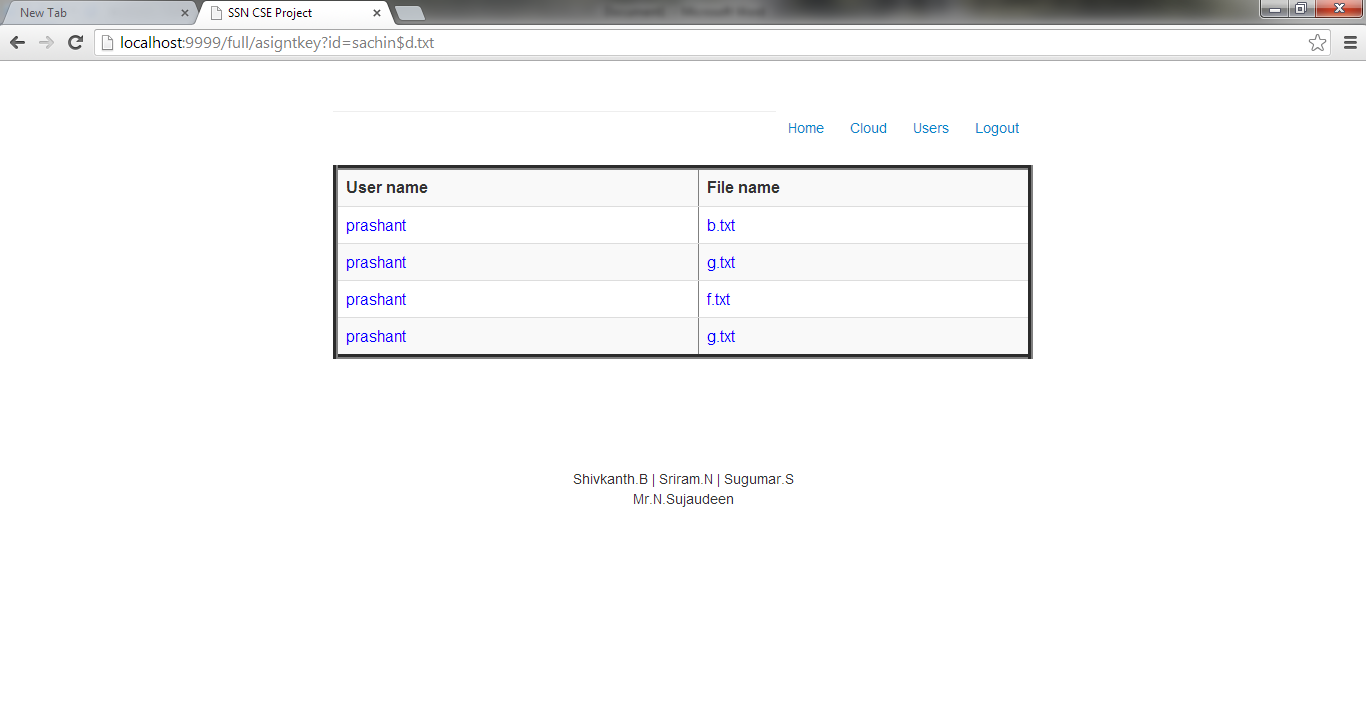 New Tab
SSN CSE Project
localhost:9999/full/asigntkey?id=sachin$d.txt
Home Cloud Users Logout
User name File name
prashant b.txt
prashant g.txt
prashant f.txt
prashant g.txt
Shivkanth.B | Sriram.N | Sugumar.S
Mr.N.Sujaudeen